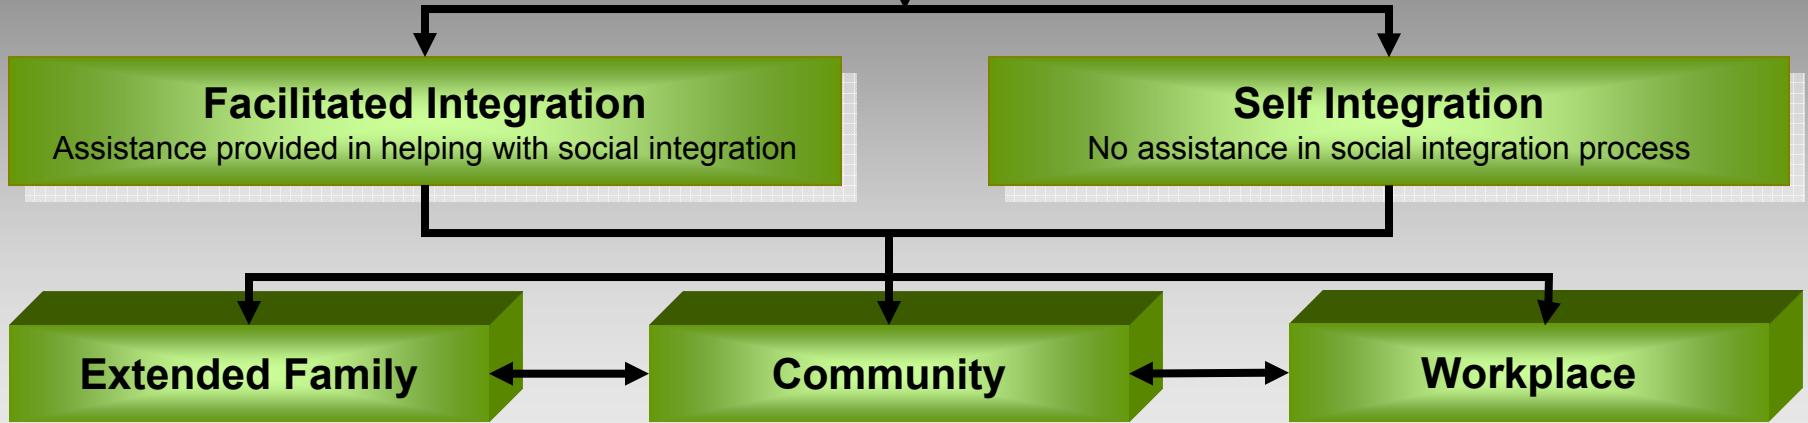 Facilitated Integration
Assistance provided in helping with social integration
Self Integration
No assistance in social integration process
Extended Family
Community
Workplace